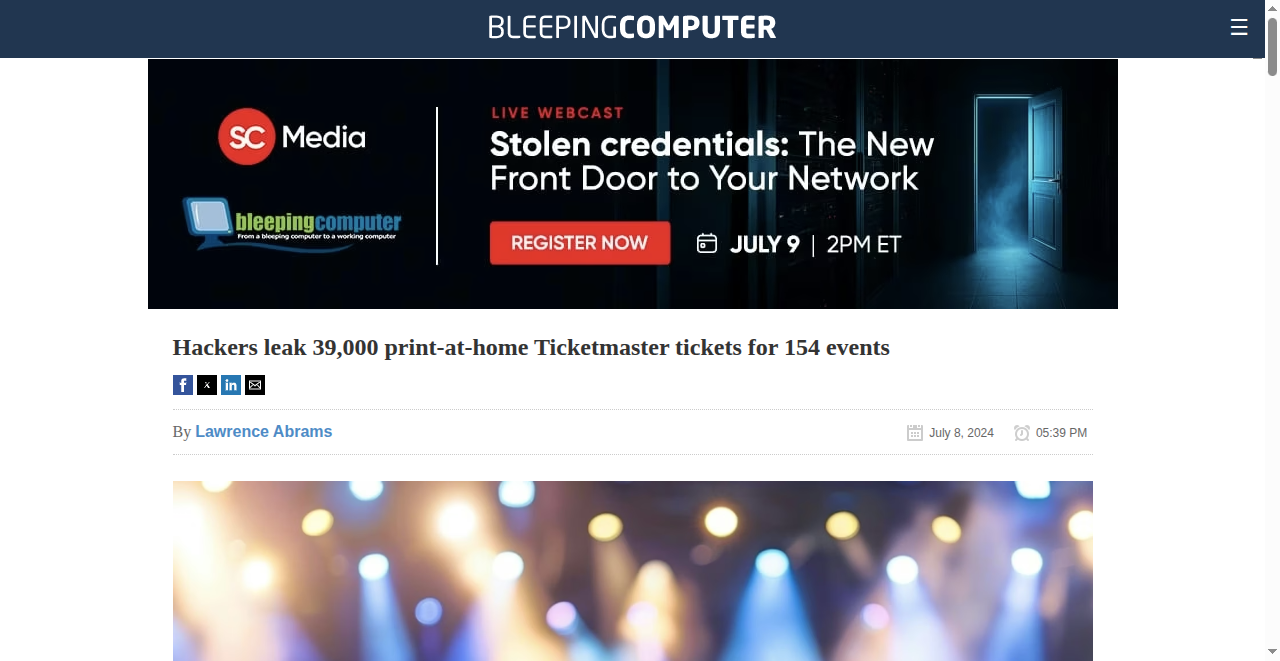 BLEEPINGCOMPUTER
SC Media
LIVE WEBCAST
Stolen credentials: The New
Front Door to Your Network
bleepingcomputer
From a bleeping computer to a working computer
REGISTER NOW
JULY 9 | 2PM ET
Hackers leak 39,000 print-at-home Ticketmaster tickets for 154 events
By Lawrence Abrams
July 8, 2024
05:39 PM